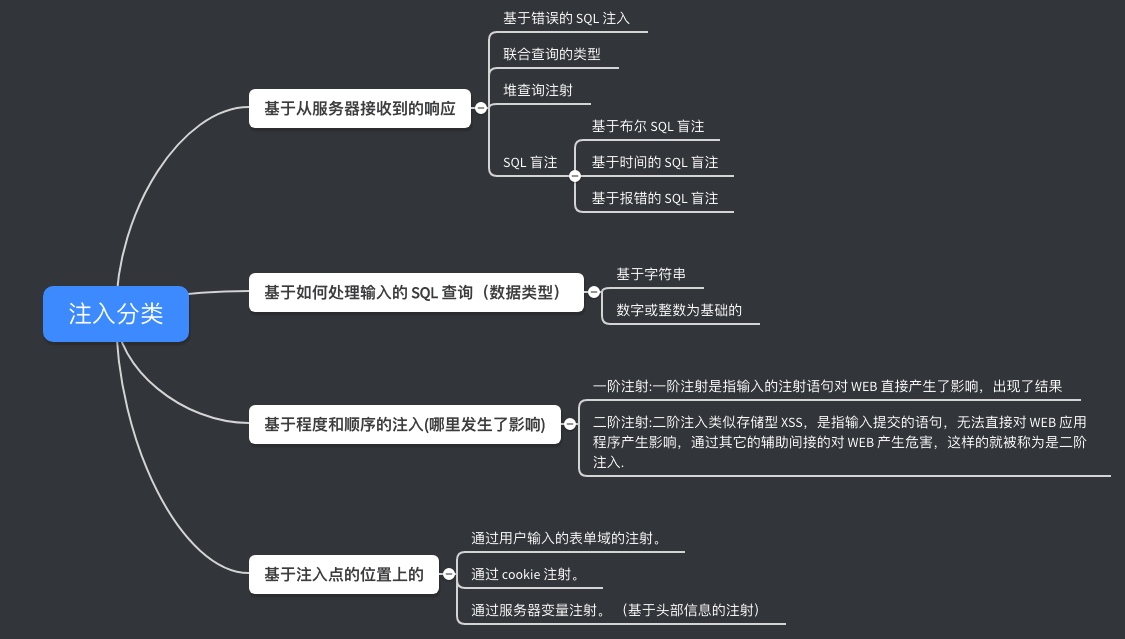 注入分类
基于从服务器接收到的响应
基于错误的 SQL 注入
联合查询的类型
堆查询注射
SQL 盲注
基于布尔 SQL 盲注
基于时间的 SQL 盲注
基于报错的 SQL 盲注
基于如何处理输入的 SQL 查询（数据类型）
基于字符串
数字或整数为基础的
基于程度和顺序的注入(哪里发生了影响)
一阶注射:一阶注射是指输入的注射语句对 WEB 直接产生了影响，出现了结果
二阶注射:二阶注入类似存储型 XSS，是指输入提交的语句，无法直接对 WEB 应用
程序产生影响，通过其它的辅助间接的对 WEB 产生危害，这样的就被称为是二阶
注入.
基于注入点的位置上的
通过用户输入的表单域的注射。
通过 cookie 注射。
通过服务器变量注射。 （基于头部信息的注射）